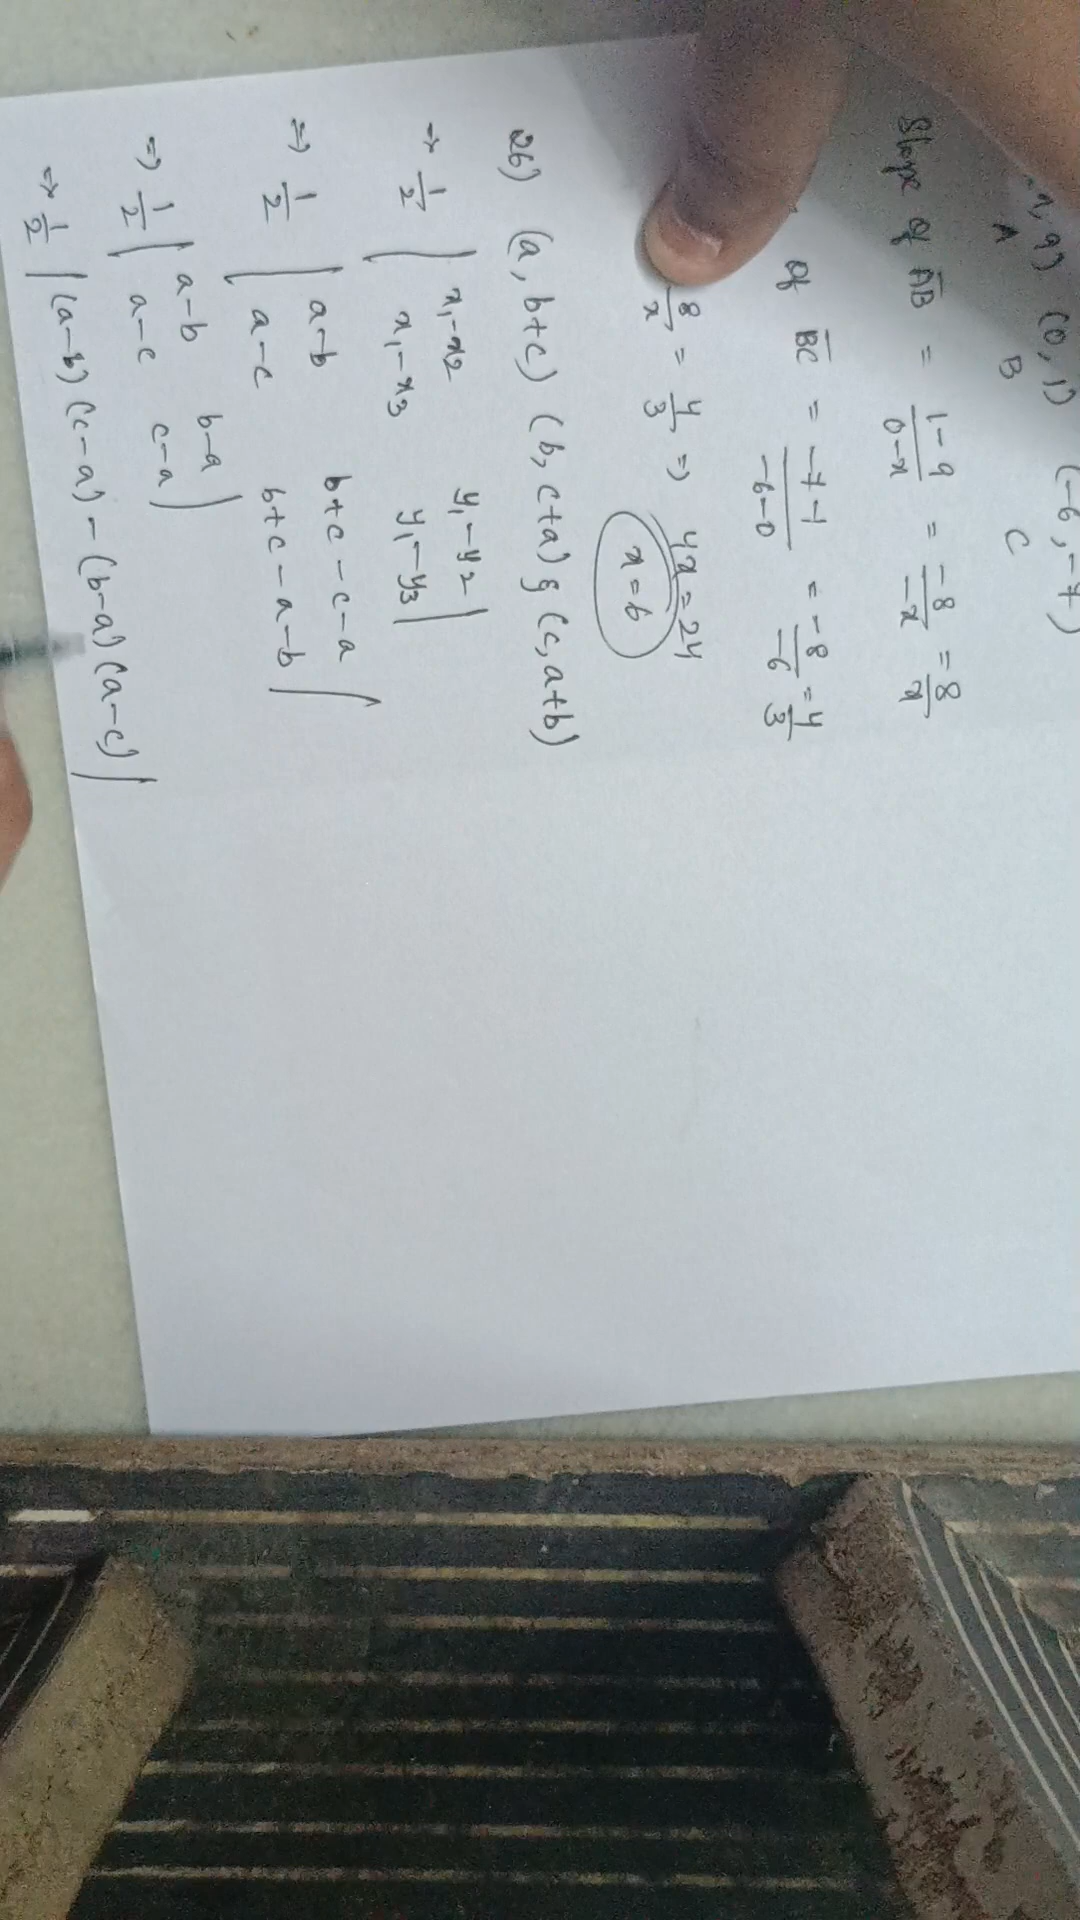 , 9) (0, 1) (-6, -7)
A B C
Slope of AB = 1-9/0-x = -8/-x = 8/x
of BC = -7-1/-6-0 = -8/-6 = 4/3
8/x = 4/3 => 4x = 24
x = 6
26) (a, b+c) (b, c+a) & (c, a+b)
=> 1/2 | x₁-x2 y₁-y2 |
x₁-x3 y₁-y3
=> 1/2 | a-b b+c-c-a |
a-c b+c-a-b
=> 1/2 | a-b b-a |
a-c c-a
=> 1/2 | (a-b) (c-a) - (b-a) (a-c) |